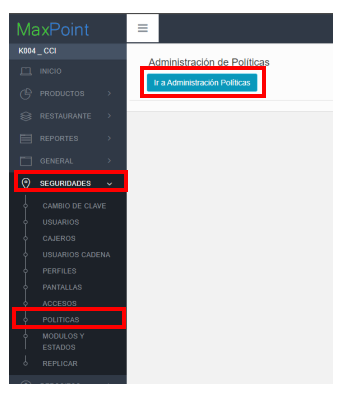 MaxPoint
K004 _ CCI
INICIO
PRODUCTOS
RESTAURANTE
REPORTES
GENERAL
SEGURIDADES
CAMBIO DE CLAVE
USUARIOS
CAJEROS
USUARIOS CADENA
PERFILES
PANTALLAS
ACCESOS
POLITICAS
MODULOS Y
ESTADOS
REPLICAR
Administración de Políticas
Ir a Administración Políticas